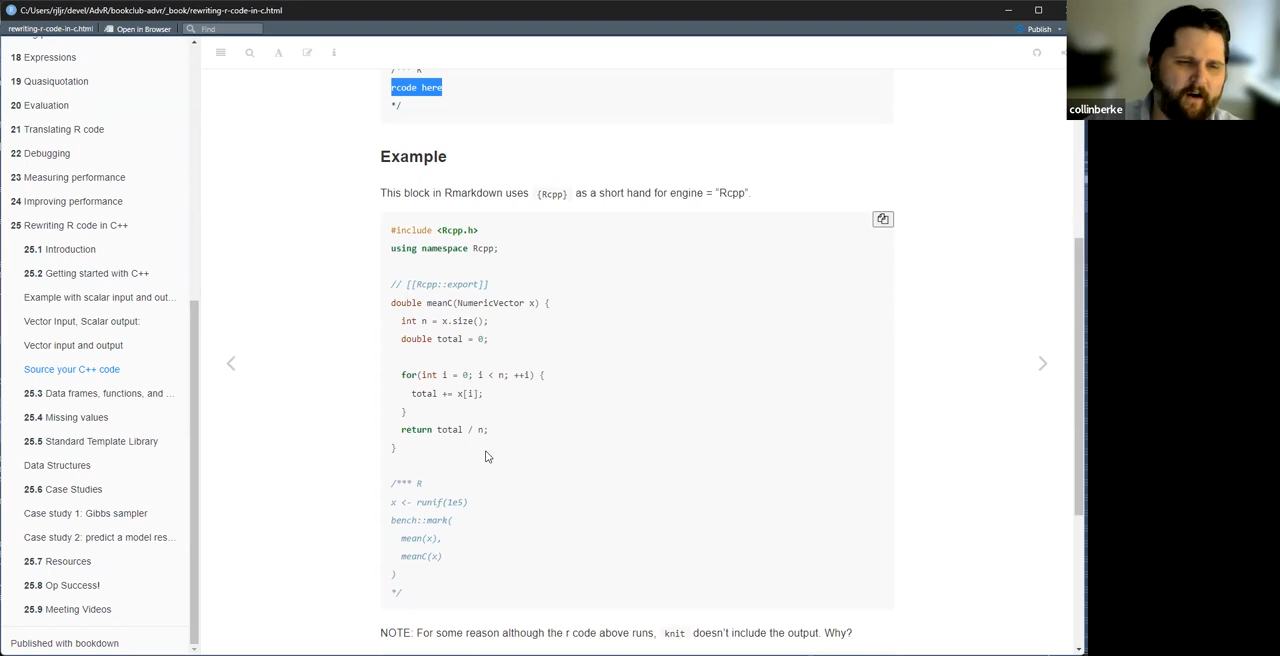 C:/Users/rjljr/devel/AdvR/bookclub-advr/_book/rewriting-r-code-in-c.html
rewriting-r-code-in-c.html
Open in Browser
Find
Publish
18 Expressions
19 Quasiquotation
20 Evaluation
21 Translating R code
22 Debugging
23 Measuring performance
24 Improving performance
25 Rewriting R code in C++
25.1 Introduction
25.2 Getting started with C++
Example with scalar input and out…
Vector Input, Scalar output:
Vector input and output
Source your C++ code
25.3 Data frames, functions, and …
25.4 Missing values
25.5 Standard Template Library
Data Structures
25.6 Case Studies
Case study 1: Gibbs sampler
Case study 2: predict a model res…
25.7 Resources
25.8 Op Success!
25.9 Meeting Videos
Published with bookdown
/*** R
rcode here
*/
Example
This block in Rmarkdown uses {Rcpp} as a short hand for engine = "Rcpp".
#include <Rcpp.h>
using namespace Rcpp;
// [[Rcpp::export]]
double meanC(NumericVector x) {
int n = x.size();
double total = 0;
for(int i = 0; i < n; ++i) {
total += x[i];
}
return total / n;
}
/*** R
x <- runif(1e5)
bench::mark(
mean(x),
meanC(x)
)
*/
NOTE: For some reason although the r code above runs, knit doesn't include the output. Why?
collinberke